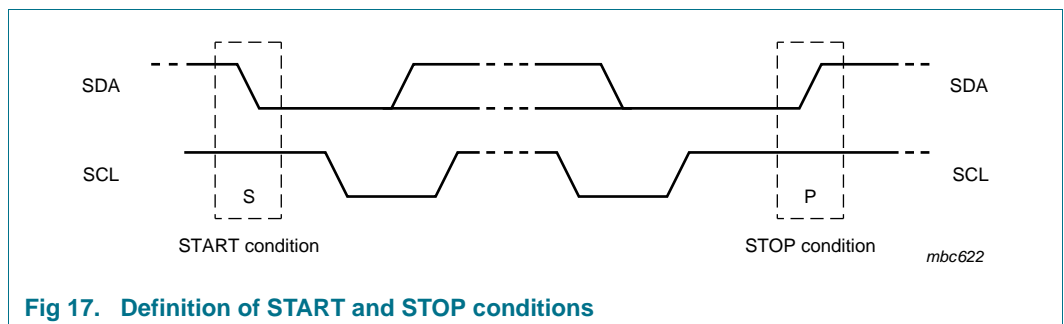 SDA SDA
SCL SCL
S P
START condition STOP condition
mbc622
Fig 17. Definition of START and STOP conditions